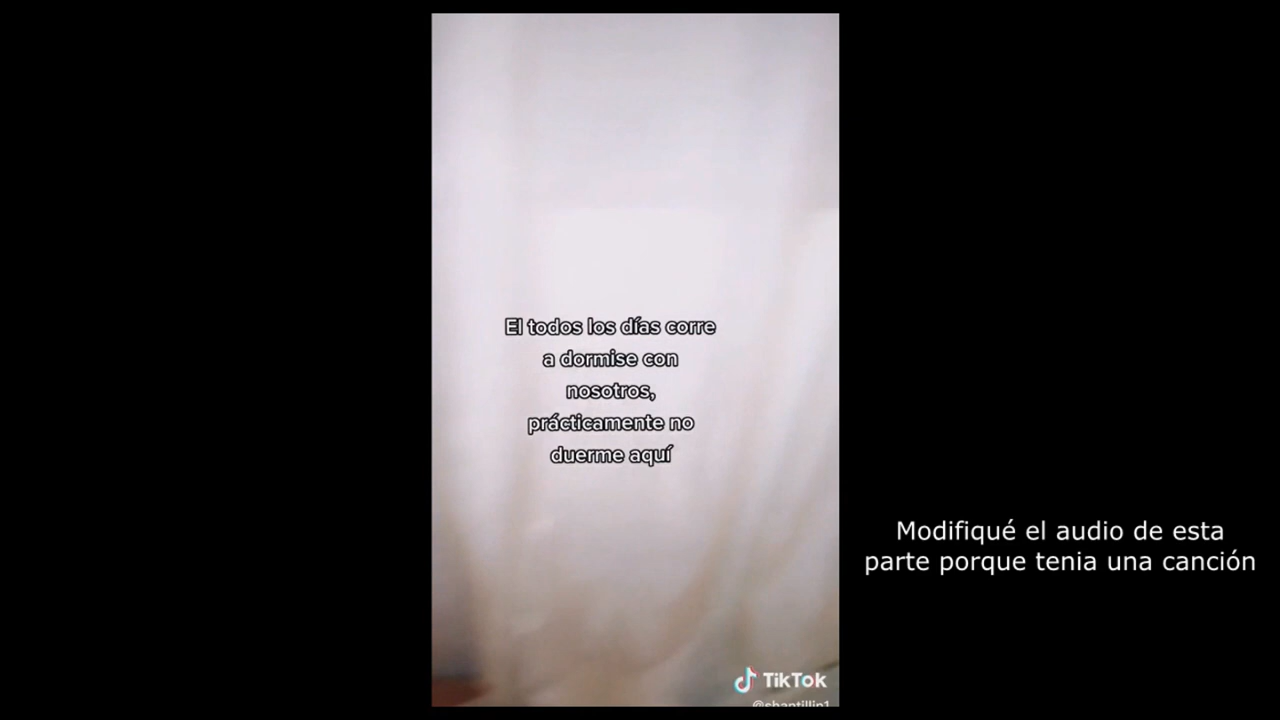 El todos los días corre
a dormise con
nosotros,
prácticamente no
duerme aquí
Modifiqué el audio de esta
parte porque tenia una canción
TikTok
@shantillin1